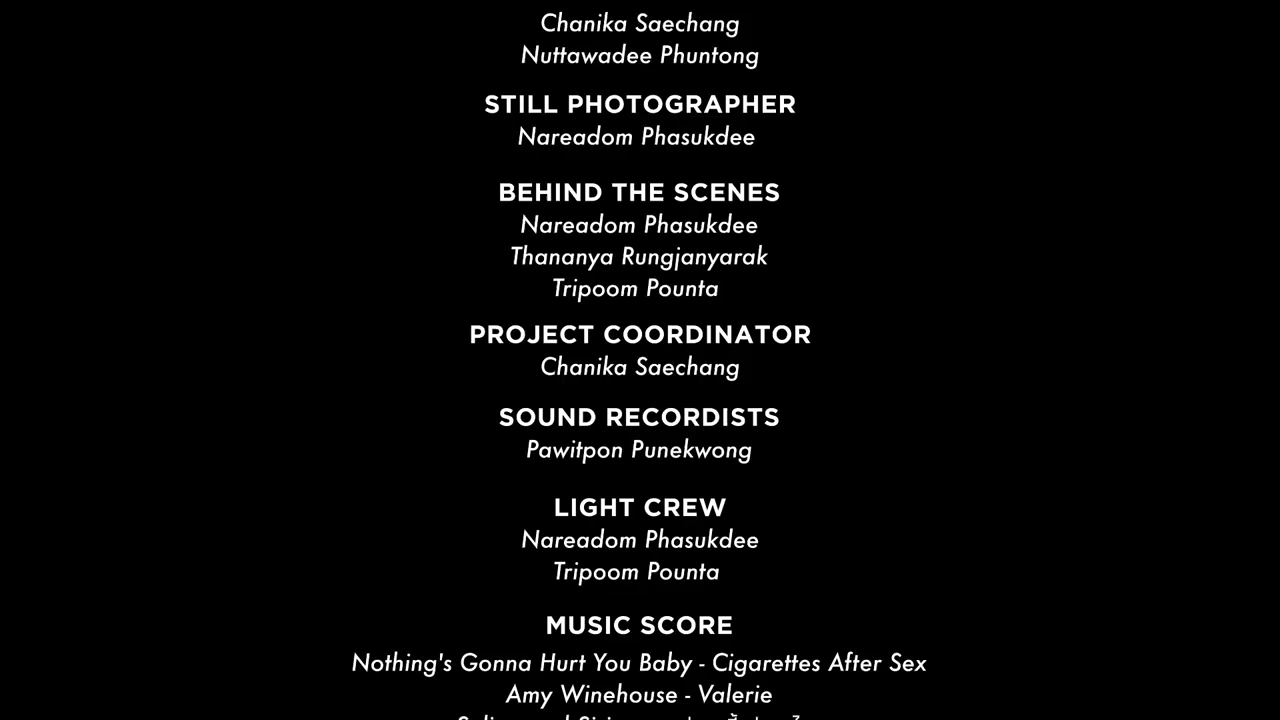 Chanika Saechang
Nuttawadee Phuntong
STILL PHOTOGRAPHER
Nareadom Phasukdee
BEHIND THE SCENES
Nareadom Phasukdee
Thananya Rungjanyarak
Tripoom Pounta
PROJECT COORDINATOR
Chanika Saechang
SOUND RECORDISTS
Pawitpon Punekwong
LIGHT CREW
Nareadom Phasukdee
Tripoom Pounta
MUSIC SCORE
Nothing's Gonna Hurt You Baby - Cigarettes After Sex
Amy Winehouse - Valerie